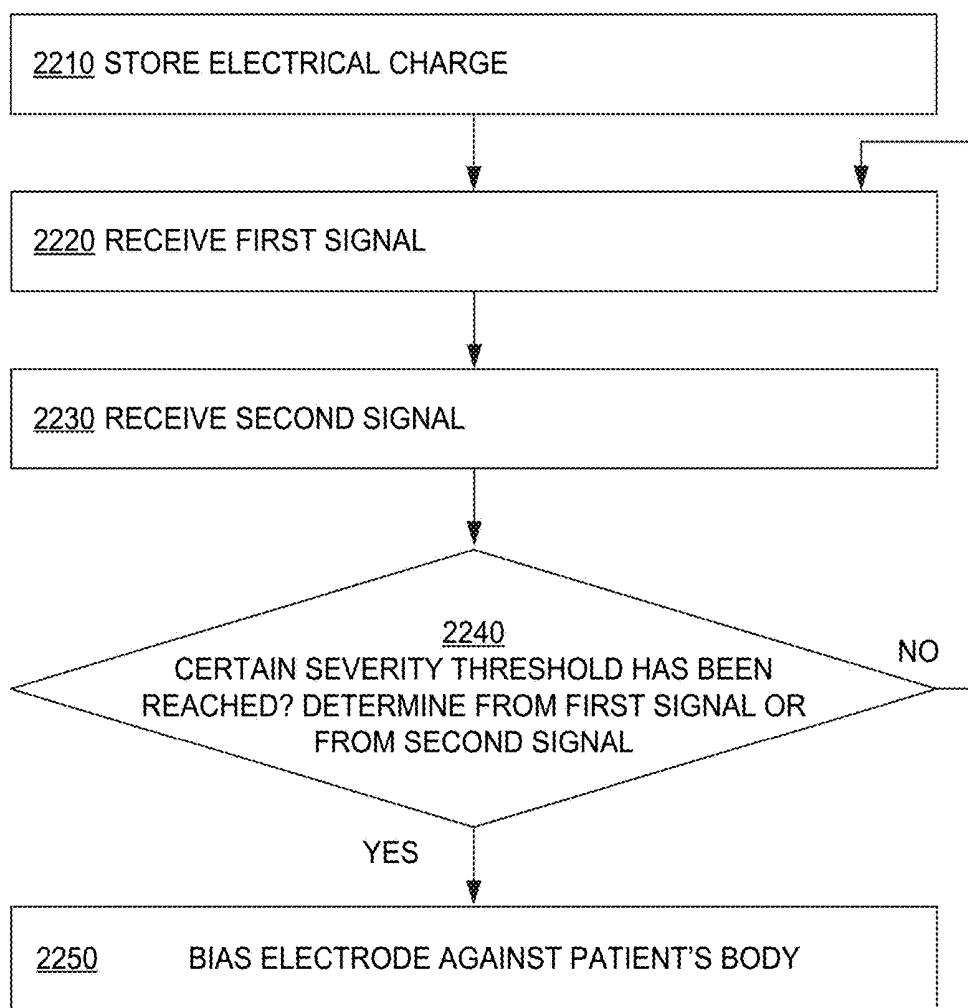 2210 STORE ELECTRICAL CHARGE
2220 RECEIVE FIRST SIGNAL
2230 RECEIVE SECOND SIGNAL
2240
CERTAIN SEVERITY THRESHOLD HAS BEEN
REACHED? DETERMINE FROM FIRST SIGNAL OR
FROM SECOND SIGNAL
NO
YES
2250 BIAS ELECTRODE AGAINST PATIENT'S BODY